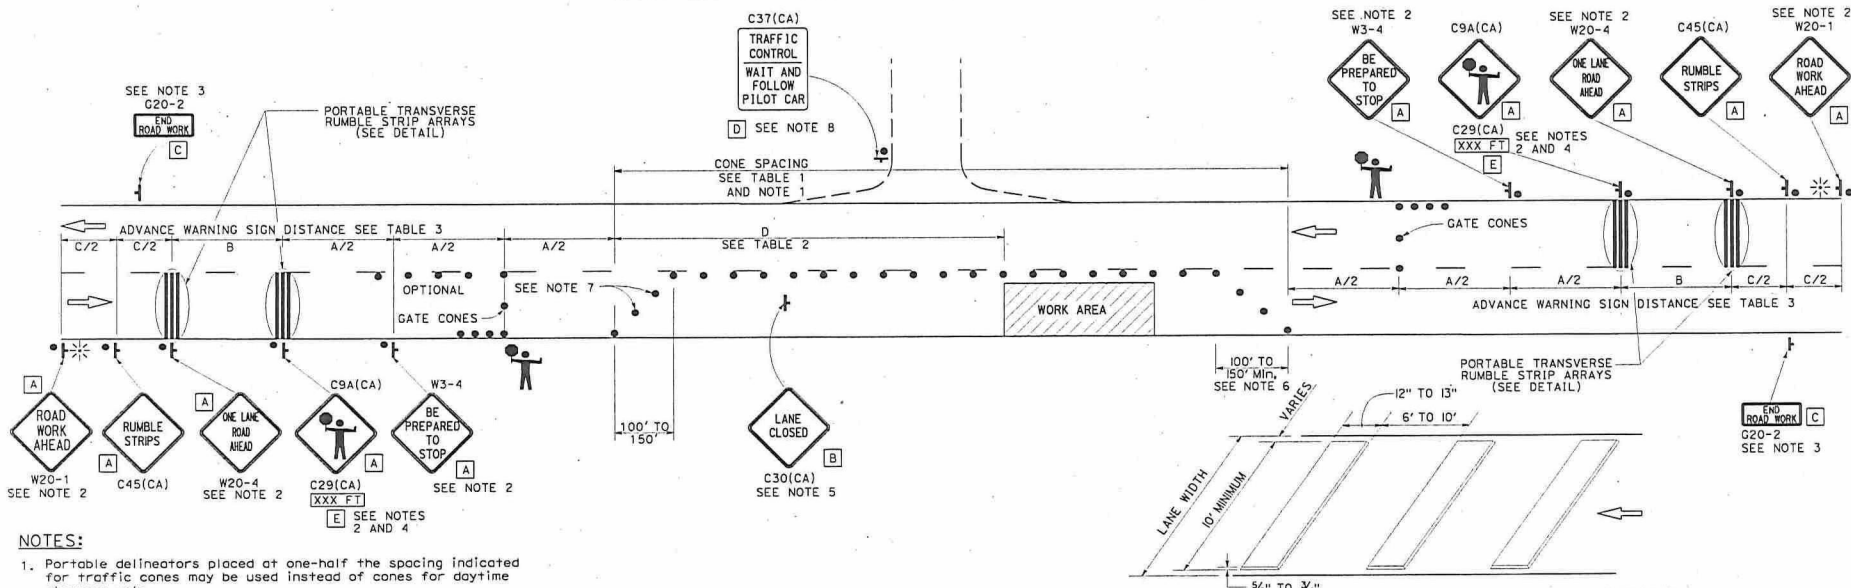 C37(CA)
TRAFFIC
CONTROL
WAIT AND
FOLLOW
PILOT CAR
D SEE NOTE 8
SEE NOTE 3
G20-2
END
ROAD WORK
C
PORTABLE TRANSVERSE
RUMBLE STRIP ARRAYS
(SEE DETAIL)
CONE SPACING
SEE TABLE 1
AND NOTE 1
SEE NOTE 2
W3-4
BE
PREPARED
TO
STOP
A
C9A(CA)
A
C29(CA)
XXX FT
E
SEE NOTES
2 AND 4
SEE NOTE 2
W20-4
ONE LANE
ROAD
AHEAD
A
C45(CA)
RUMBLE
STRIPS
A
SEE NOTE 2
W20-1
ROAD
WORK
AHEAD
A
ADVANCE WARNING SIGN DISTANCE SEE TABLE 3
C/2 C/2 B A/2 A/2 A/2
D
SEE TABLE 2
GATE CONES
OPTIONAL
SEE NOTE 7
GATE CONES
WORK AREA
A/2 A/2 A/2 B C/2 C/2
ADVANCE WARNING SIGN DISTANCE SEE TABLE 3
100' TO
150'
100' TO
150' Min.
SEE NOTE 6
PORTABLE TRANSVERSE
RUMBLE STRIP ARRAYS
(SEE DETAIL)
A
ROAD
WORK
AHEAD
W20-1
SEE NOTE 2
RUMBLE
STRIPS
A
C45(CA)
A
ONE LANE
ROAD
AHEAD
W20-4
SEE NOTE 2
C9A(CA)
A
C29(CA)
XXX FT
E SEE NOTES
2 AND 4
W3-4
BE
PREPARED
TO
STOP
A
SEE NOTE 2
LANE
CLOSED
B
C30(CA)
SEE NOTE 5
END
ROAD WORK
C
G20-2
SEE NOTE 3
VARIES
12" TO 13"
6' TO 10'
LANE WIDTH
10' MINIMUM
NOTES:
1. Portable delineators placed at one-half the spacing indicated
for traffic cones may be used instead of cones for daytime